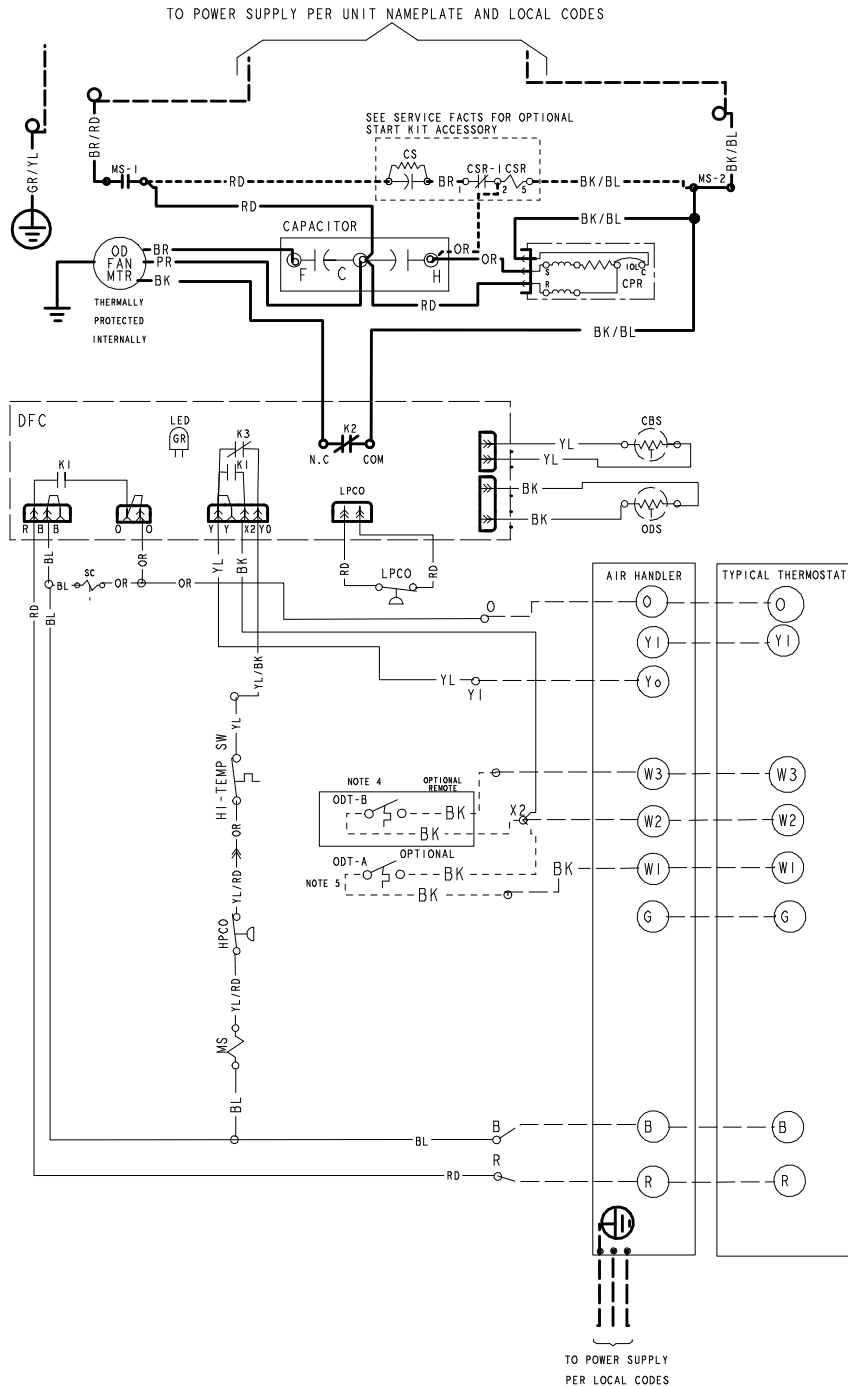 TO POWER SUPPLY PER UNIT NAMEPLATE AND LOCAL CODES
SEE SERVICE FACTS FOR OPTIONAL
START KIT ACCESSORY
GR/YL
BR/RD
BK/BL
MS-1
RD
CS
BR
CSR-1 CSR
1
2
5
BK/BL
MS-2
RD
BK/BL
CAPACITOR
F
C
H
OR
OR
OD
FAN
MTR
BR
PR
BK
THERMALLY
PROTECTED
INTERNALLY
RD
S
R
IOL
C
CPR
BK/BL
DFC
LED
GR
K3
K1
K1
K2
N.C
COM
LPCO
YL
YL
CBS
T
BK
BK
ODS
T
R B B
O O
Y Y X2 YO
BL
OR
YL
BK
RD
RD
LPCO
BL
SC
OR
OR
RD
BL
YL/BK
O
YL
Y1
YL
HI-TEMP SW
OR
YL/RD
HPCO
YL/RD
MS
BL
NOTE 4
OPTIONAL
REMOTE
ODT-B
BK
BK
X2
ODT-A
OPTIONAL
BK
NOTE 5
BK
BK
AIR HANDLER
TYPICAL THERMOSTAT
O
O
Y1
Y1
Yo
W3
W3
W2
W2
W1
W1
G
G
B
B
B
BL
R
RD
R
R
TO POWER SUPPLY
PER LOCAL CODES